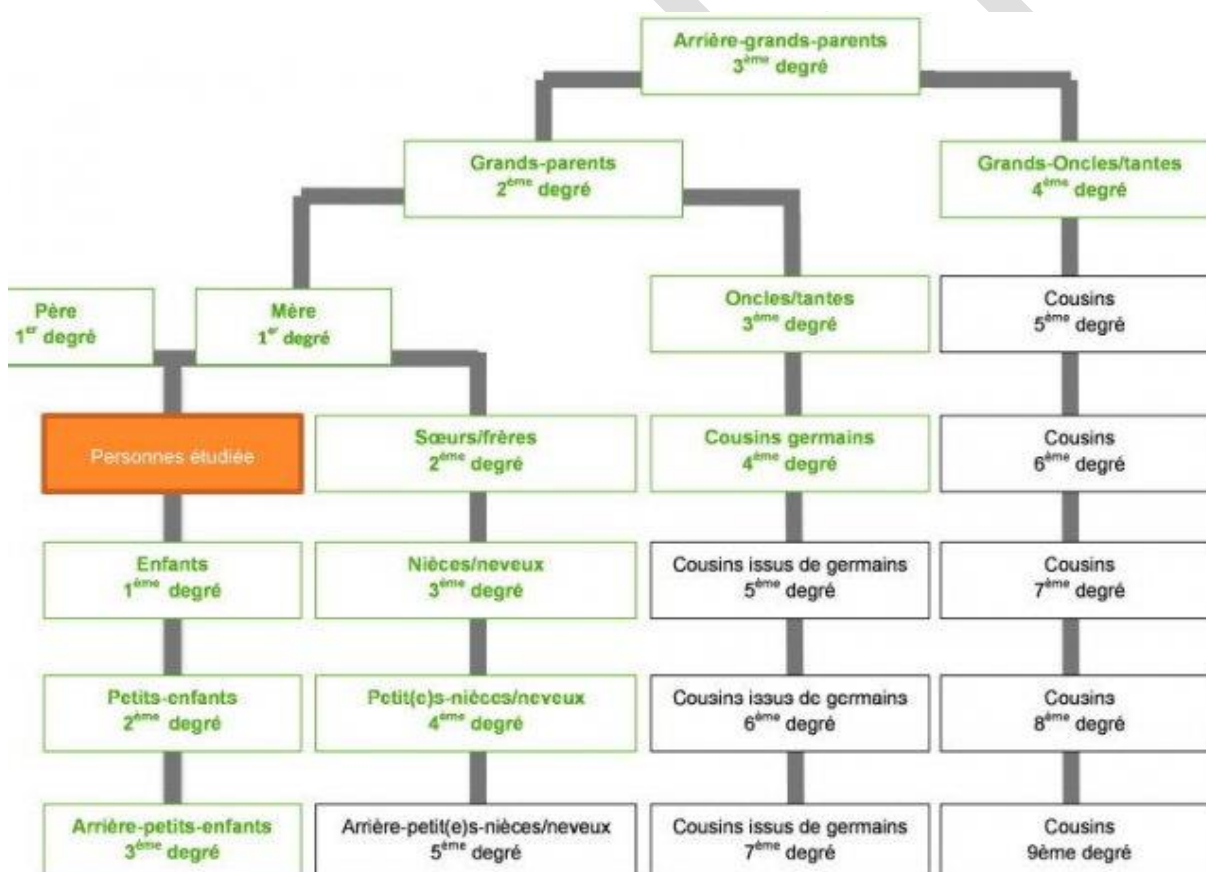 Arrière-grands-parents
3ème degré
Grands-parents
2ème degré
Grands-Oncles/tantes
4ème degré
Père
1er degré
Mère
1er degré
Oncles/tantes
3ème degré
Cousins
5ème degré
Personnes étudiée
Sœurs/frères
2ème degré
Cousins germains
4ème degré
Cousins
6ème degré
Enfants
1ème degré
Nièces/neveux
3ème degré
Cousins issus de germains
5ème degré
Cousins
7ème degré
Petits-enfants
2ème degré
Petit(e)s-nièces/neveux
4ème degré
Cousins issus de germains
6ème degré
Cousins
8ème degré
Arrière-petits-enfants
3ème degré
Arrière-petit(e)s-nièces/neveux
5ème degré
Cousins issus de germains
7ème degré
Cousins
9ème degré